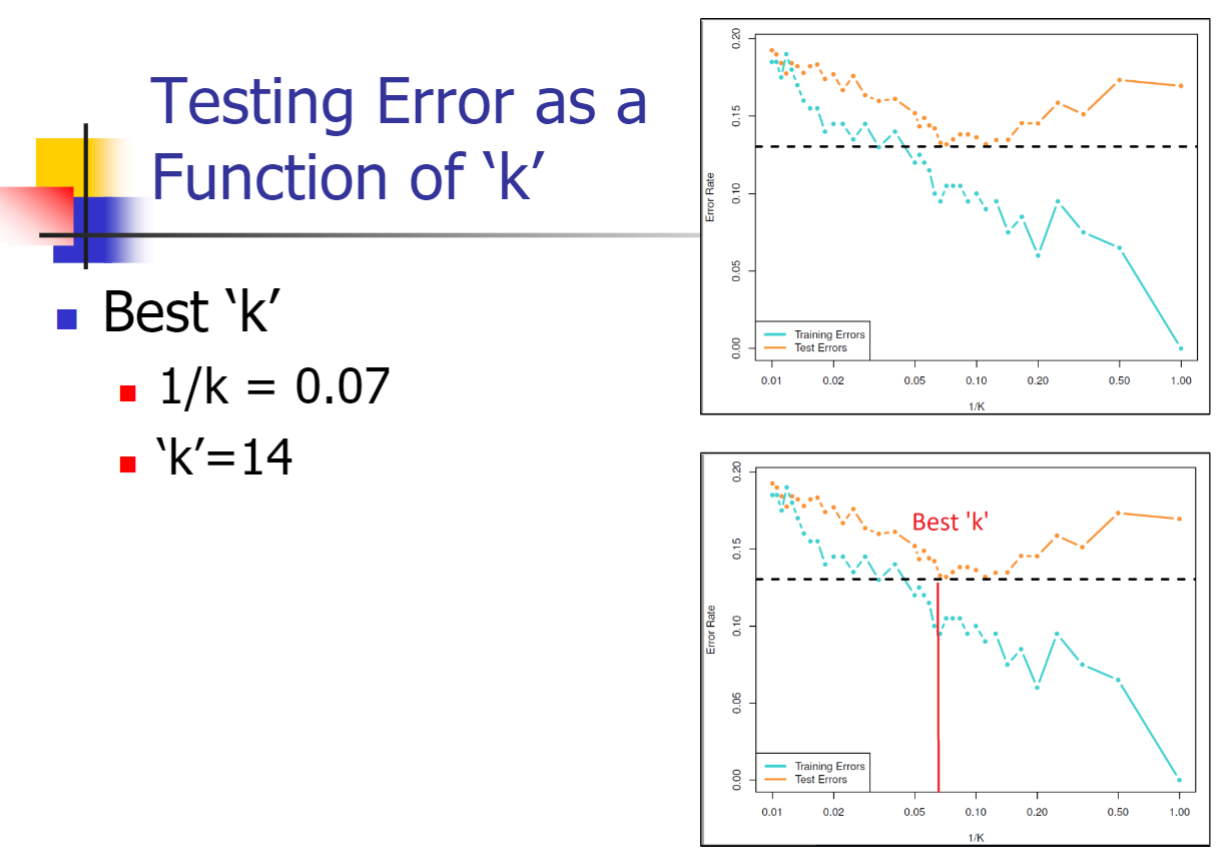 Testing Error as a
Function of ‘k’
Best ‘k’
1/k = 0.07
‘k’=14
0.20
0.15
0.10
0.05
0.00
Error Rate
Training Errors
Test Errors
0.01 0.02 0.05 0.10 0.20 0.50 1.00
1/K
0.20
0.15
0.10
0.05
0.00
Error Rate
Best 'k'
Training Errors
Test Errors
0.01 0.02 0.05 0.10 0.20 0.50 1.00
1/K